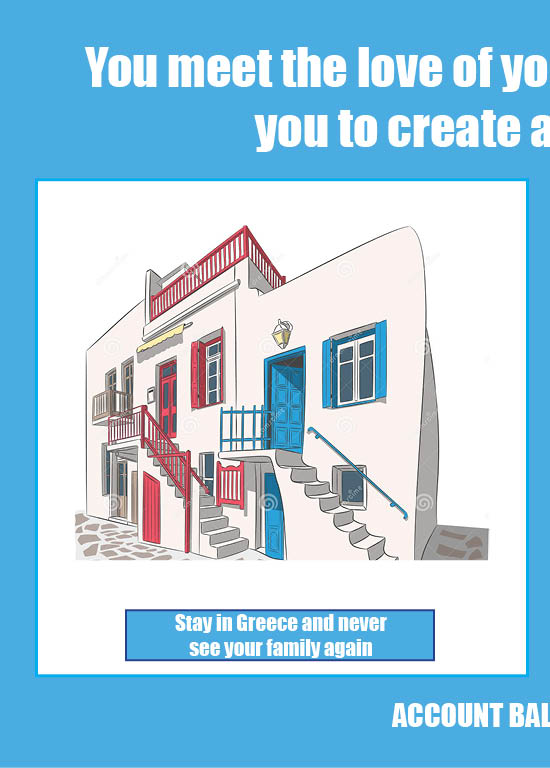 You meet the love of yo
you to create a
Stay in Greece and never
see your family again
ACCOUNT BAL